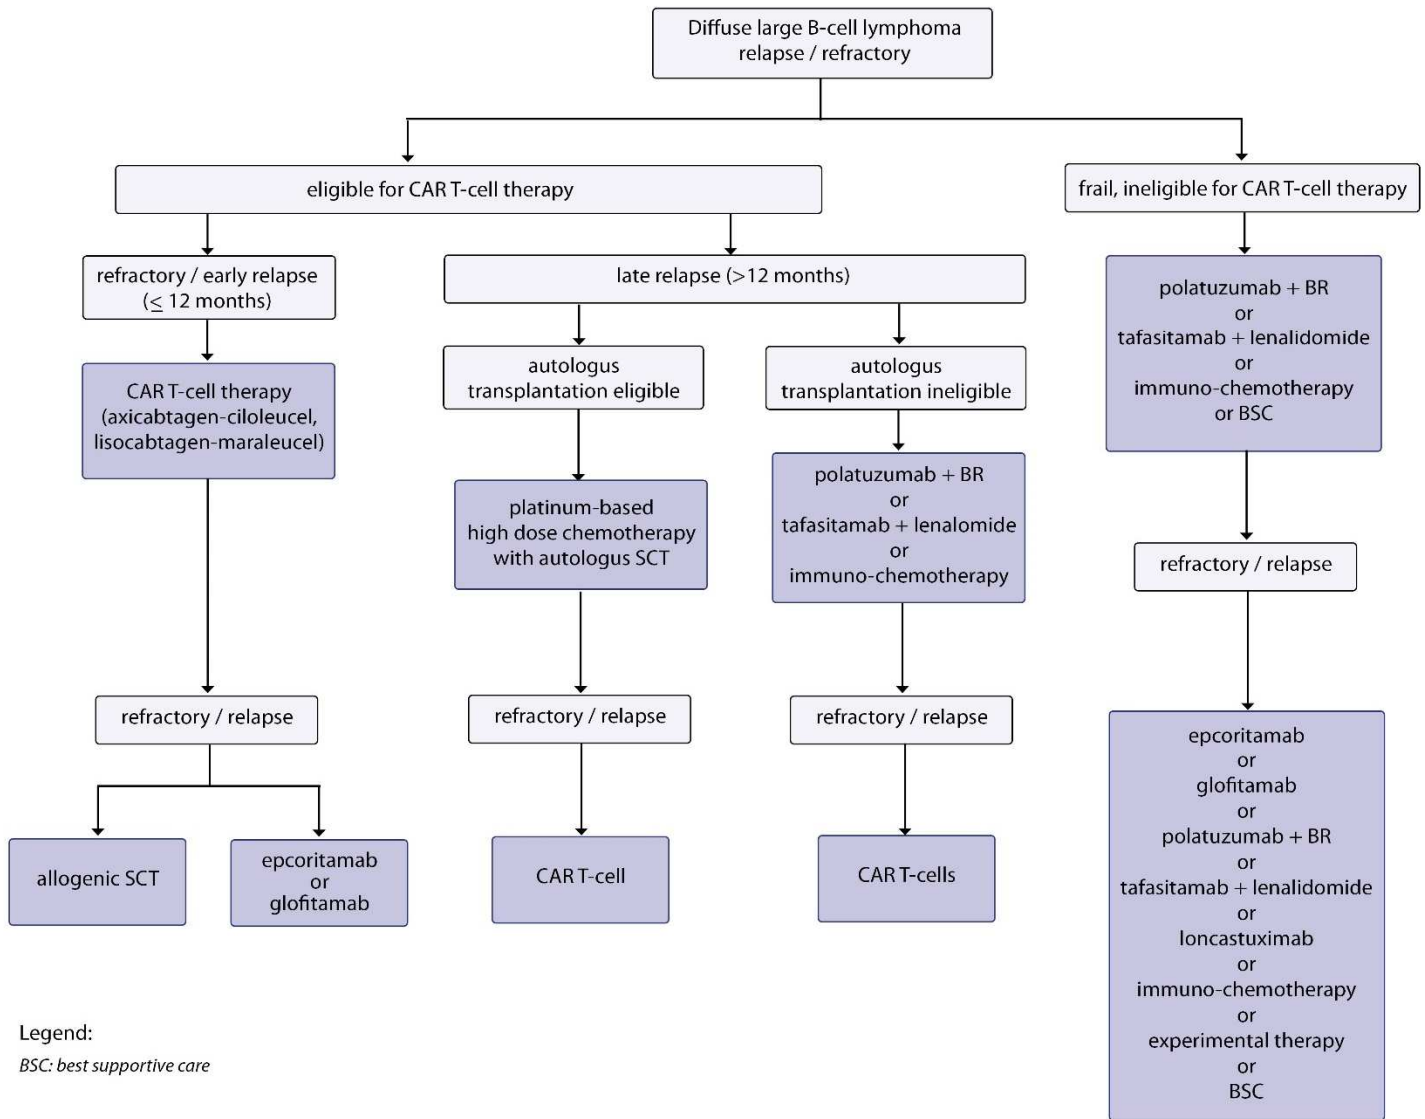 Diffuse large B-cell lymphoma
relapse / refractory
eligible for CAR T-cell therapy
frail, ineligible for CAR T-cell therapy
refractory / early relapse
(≤ 12 months)
late relapse (>12 months)
CAR T-cell therapy
(axicabtagen-ciloleucel,
lisocabtagen-maraleucel)
autologus
transplantation eligible
autologus
transplantation ineligible
polatuzumab + BR
or
tafasitamab + lenalidomide
or
immuno-chemotherapy
or BSC
platinum-based
high dose chemotherapy
with autologus SCT
polatuzumab + BR
or
tafasitamab + lenalomide
or
immuno-chemotherapy
refractory / relapse
refractory / relapse
refractory / relapse
refractory / relapse
allogenic SCT
epcoritamab
or
glofitamab
CAR T-cell
CAR T-cells
epcoritamab
or
glofitamab
or
polatuzumab + BR
or
tafasitamab + lenalidomide
or
loncastuximab
or
immuno-chemotherapy
or
experimental therapy
or
BSC
Legend:
BSC: best supportive care